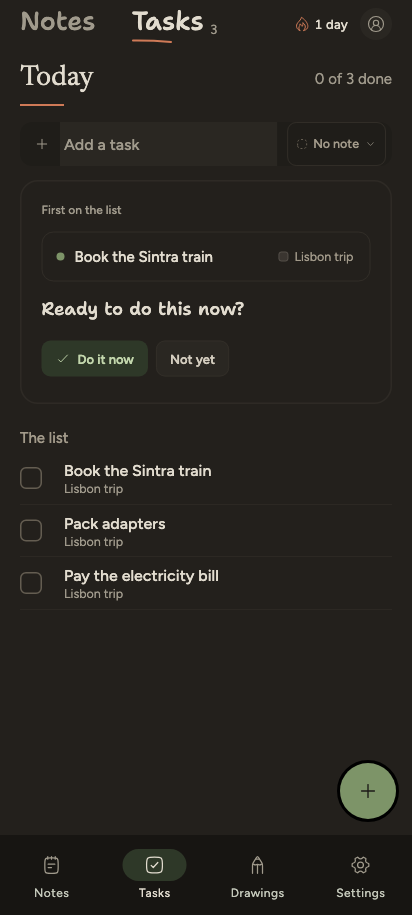 Notes
Tasks 3
1 day
Today
0 of 3 done
Add a task
No note
First on the list
Book the Sintra train
Lisbon trip
Ready to do this now?
Do it now
Not yet
The list
Book the Sintra train
Lisbon trip
Pack adapters
Lisbon trip
Pay the electricity bill
Lisbon trip
Notes
Tasks
Drawings
Settings